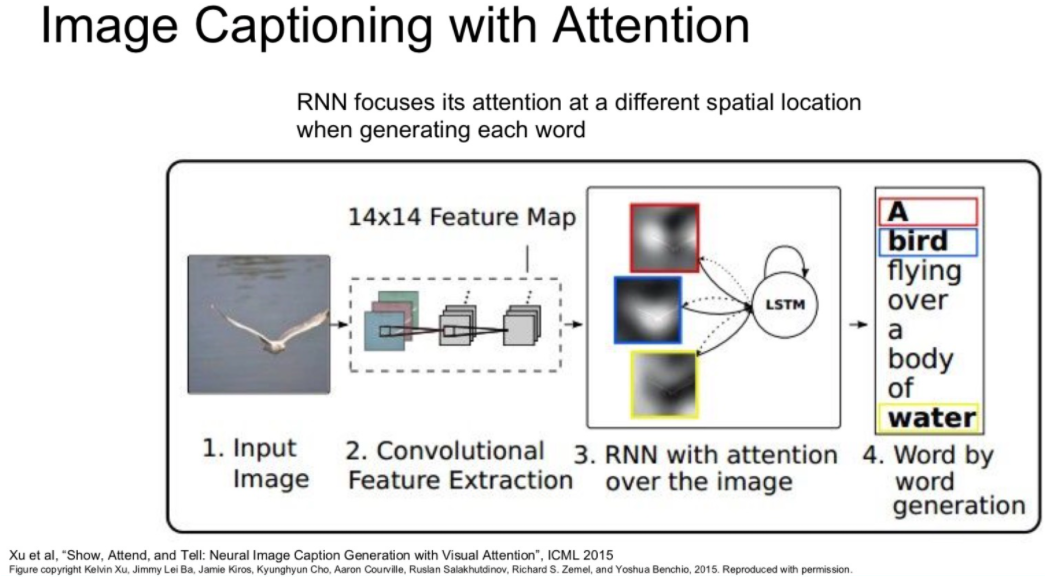 Image Captioning with Attention
RNN focuses its attention at a different spatial location
when generating each word
14x14 Feature Map
LSTM
A
bird
flying
over
a
body
of
water
1. Input
Image
2. Convolutional
Feature Extraction
3. RNN with attention
over the image
4. Word by
word
generation
Xu et al, “Show, Attend, and Tell: Neural Image Caption Generation with Visual Attention”, ICML 2015
Figure copyright Kelvin Xu, Jimmy Lei Ba, Jamie Kiros, Kyunghyun Cho, Aaron Courville, Ruslan Salakhutdinov, Richard S. Zemel, and Yoshua Benchio, 2015. Reproduced with permission.